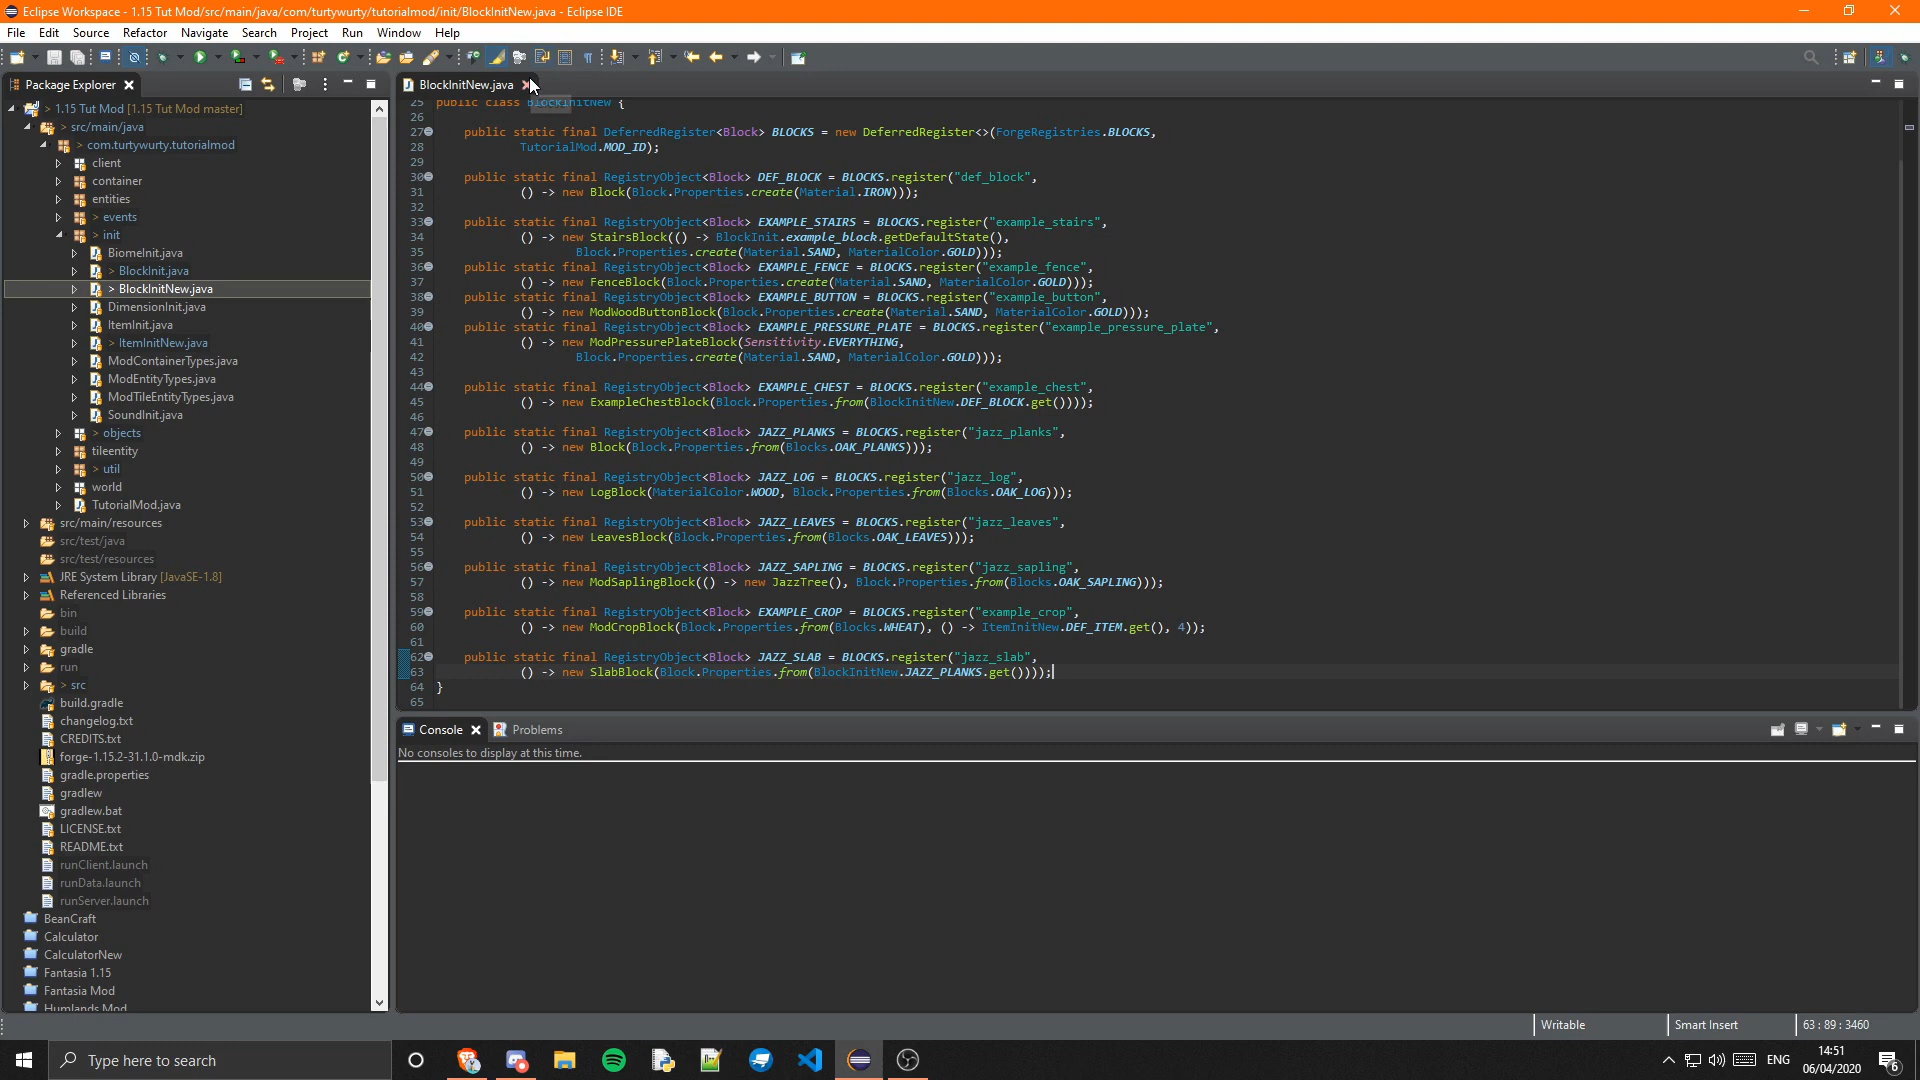 Eclipse Workspace - 1.15 Tut Mod/src/main/java/com/turtywurty/tutorialmod/init/BlockInitNew.java - Eclipse IDE
File Edit Source Refactor Navigate Search Project Run Window Help
Package Explorer
> 1.15 Tut Mod [1.15 Tut Mod master]
> src/main/java
> com.turtywurty.tutorialmod
client
container
entities
> events
> init
BiomeInit.java
> BlockInit.java
> BlockInitNew.java
DimensionInit.java
ItemInit.java
> ItemInitNew.java
ModContainerTypes.java
ModEntityTypes.java
ModTileEntityTypes.java
SoundInit.java
> objects
tileentity
> util
world
TutorialMod.java
src/main/resources
src/test/java
src/test/resources
JRE System Library [JavaSE-1.8]
Referenced Libraries
bin
build
gradle
run
> src
build.gradle
changelog.txt
CREDITS.txt
forge-1.15.2-31.1.0-mdk.zip
gradle.properties
gradlew
gradlew.bat
LICENSE.txt
README.txt
runClient.launch
runData.launch
runServer.launch
BeanCraft
Calculator
CalculatorNew
Fantasia 1.15
Fantasia Mod
Humlands Mod
BlockInitNew.java
25 public class BlockInitNew {
26
27 public static final DeferredRegister<Block> BLOCKS = new DeferredRegister<>(ForgeRegistries.BLOCKS,
28 TutorialMod.MOD_ID);
29
30 public static final RegistryObject<Block> DEF_BLOCK = BLOCKS.register("def_block",
31 () -> new Block(Block.Properties.create(Material.IRON)));
32
33 public static final RegistryObject<Block> EXAMPLE_STAIRS = BLOCKS.register("example_stairs",
34 () -> new StairsBlock(() -> BlockInit.example_block.getDefaultState(),
35 Block.Properties.create(Material.SAND, MaterialColor.GOLD)));
36 public static final RegistryObject<Block> EXAMPLE_FENCE = BLOCKS.register("example_fence",
37 () -> new FenceBlock(Block.Properties.create(Material.SAND, MaterialColor.GOLD)));
38 public static final RegistryObject<Block> EXAMPLE_BUTTON = BLOCKS.register("example_button",
39 () -> new ModWoodButtonBlock(Block.Properties.create(Material.SAND, MaterialColor.GOLD)));
40 public static final RegistryObject<Block> EXAMPLE_PRESSURE_PLATE = BLOCKS.register("example_pressure_plate",
41 () -> new ModPressurePlateBlock(Sensitivity.EVERYTHING,
42 Block.Properties.create(Material.SAND, MaterialColor.GOLD)));
43
44 public static final RegistryObject<Block> EXAMPLE_CHEST = BLOCKS.register("example_chest",
45 () -> new ExampleChestBlock(Block.Properties.from(BlockInitNew.DEF_BLOCK.get())));
46
47 public static final RegistryObject<Block> JAZZ_PLANKS = BLOCKS.register("jazz_planks",
48 () -> new Block(Block.Properties.from(Blocks.OAK_PLANKS)));
49
50 public static final RegistryObject<Block> JAZZ_LOG = BLOCKS.register("jazz_log",
51 () -> new LogBlock(MaterialColor.WOOD, Block.Properties.from(Blocks.OAK_LOG)));
52
53 public static final RegistryObject<Block> JAZZ_LEAVES = BLOCKS.register("jazz_leaves",
54 () -> new LeavesBlock(Block.Properties.from(Blocks.OAK_LEAVES)));
55
56 public static final RegistryObject<Block> JAZZ_SAPLING = BLOCKS.register("jazz_sapling",
57 () -> new ModSaplingBlock(() -> new JazzTree(), Block.Properties.from(Blocks.OAK_SAPLING)));
58
59 public static final RegistryObject<Block> EXAMPLE_CROP = BLOCKS.register("example_crop",
60 () -> new ModCropBlock(Block.Properties.from(Blocks.WHEAT), () -> ItemInitNew.DEF_ITEM.get(), 4));
61
62 public static final RegistryObject<Block> JAZZ_SLAB = BLOCKS.register("jazz_slab",
63 () -> new SlabBlock(Block.Properties.from(BlockInitNew.JAZZ_PLANKS.get())));
64 }
65
Console Problems
No consoles to display at this time.
Writable Smart Insert 63 : 89 : 3460
Type here to search
ENG
14:51
06/04/2020
6